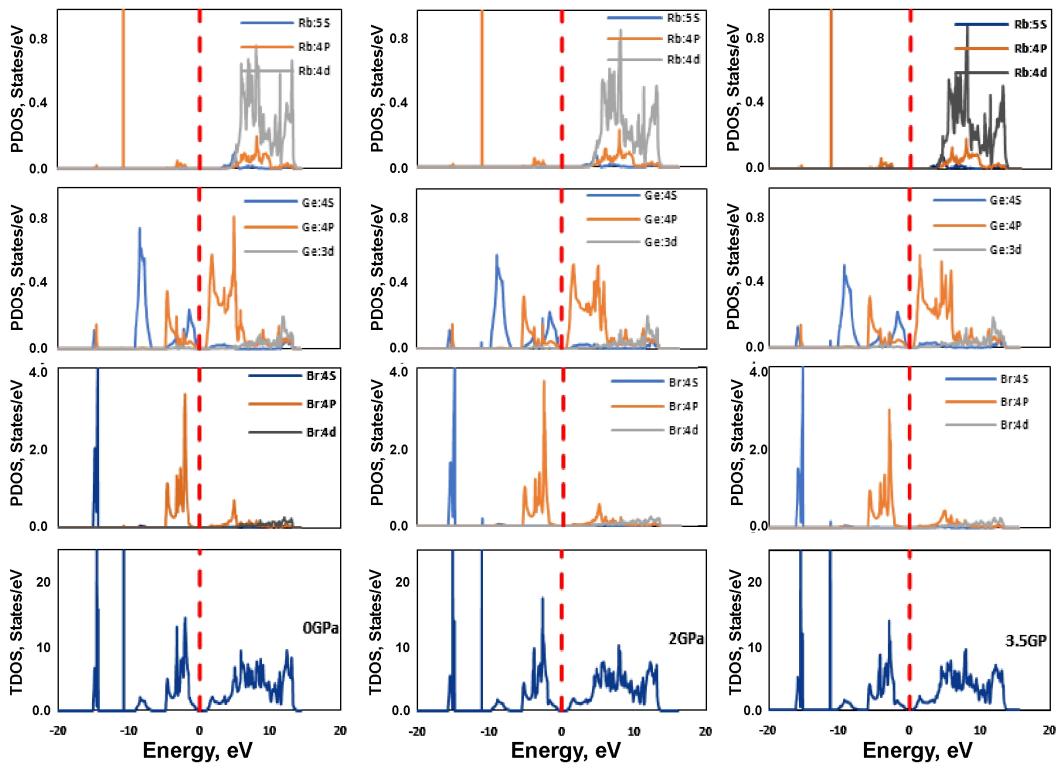 PDOS, States/eV
0.8
0.4
0.0
Rb:5S
Rb:4P
Rb:4d
PDOS, States/eV
0.8
0.4
0.0
Rb:5S
Rb:4P
Rb:4d
PDOS, States/eV
0.8
0.4
0.0
Rb:5S
Rb:4P
Rb:4d
PDOS, States/eV
0.8
0.4
0.0
Ge:4S
Ge:4P
Ge:3d
PDOS, States/eV
0.8
0.4
0.0
Ge:4S
Ge:4P
Ge:3d
PDOS, States/eV
0.8
0.4
0.0
Ge:4S
Ge:4P
Ge:3d
PDOS, States/eV
4.0
2.0
0.0
Br:4S
Br:4P
Br:4d
PDOS, States/eV
4.0
2.0
0.0
Br:4S
Br:4P
Br:4d
PDOS, States/eV
4.0
2.0
0.0
Br:4S
Br:4P
Br:4d
TDOS, States/eV
20
10
0.0
0GPa
-20 -10 0 10 20
Energy, eV
TDOS, States/eV
20
10
0.0
2GPa
-20 -10 0 10 20
Energy, eV
TDOS, States/eV
20
10
0.0
3.5GP
-20 -10 0 10 20
Energy, eV